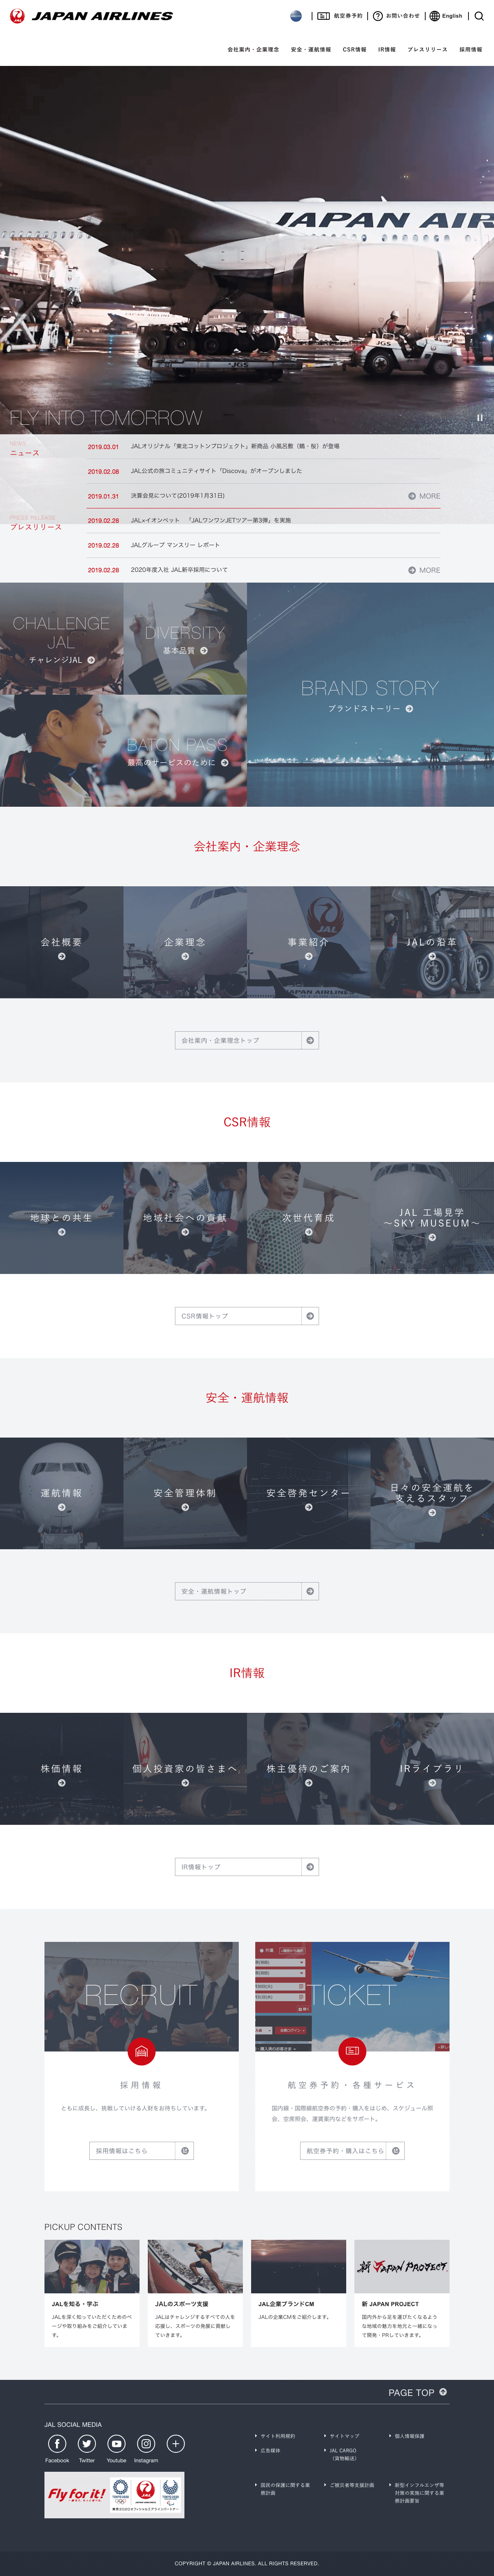 JAPAN AIRLINES
航空券予約
お問い合わせ
English
会社案内・企業理念 安全・運航情報 CSR情報 IR情報 プレスリリース 採用情報
JAPAN AIR
JGS
JGS
FLY INTO TOMORROW
NEWS
ニュース
2019.03.01 JALオリジナル「東北コットンプロジェクト」新商品 小風呂敷（鶴・桜）が登場
2019.02.08 JAL公式の旅コミュニティサイト「Discova」がオープンしました
2019.01.31 決算会見について(2019年1月31日)
MORE
PRESS RELEASE
プレスリリース
2019.02.28 JAL×イオンペット 「JALワンワンJETツアー第3弾」を実施
2019.02.28 JALグループ マンスリー レポート
2019.02.28 2020年度入社 JAL新卒採用について
MORE
CHALLENGE
JAL
チャレンジJAL
DIVERSITY
基本品質
BRAND STORY
ブランドストーリー
BATON PASS
最高のサービスのために
会社案内・企業理念
会社概要
企業理念
事業紹介
JALの沿革
会社案内・企業理念トップ
CSR情報
地球との共生
地域社会への貢献
次世代育成
JAL 工場見学
～SKY MUSEUM～
CSR情報トップ
安全・運航情報
運航情報
安全管理体制
安全啓発センター
日々の安全運航を
支えるスタッフ
安全・運航情報トップ
IR情報
株価情報
個人投資家の皆さまへ
株主優待のご案内
IRライブラリ
IR情報トップ
RECRUIT
採用情報
ともに成長し、挑戦していける人財をお待ちしています。
採用情報はこちら
TICKET
航空券予約・各種サービス
国内線・国際線航空券の予約・購入をはじめ、スケジュール照
会、空席照会、運賃案内などをサポート。
航空券予約・購入はこちら
PICKUP CONTENTS
JALを知る・学ぶ
JALを深く知っていただくためのペ
ージや取り組みをご紹介していま
す。
JALのスポーツ支援
JALはチャレンジするすべての人を
応援し、スポーツの発展に貢献し
ていきます。
JAL企業ブランドCM
JALの企業CMをご紹介します。
新 JAPAN PROJECT
新 JAPAN PROJECT
国内外から足を運びたくなるよう
な地域の魅力を地元と一緒になっ
て開発・PRしていきます。
PAGE TOP
JAL SOCIAL MEDIA
Facebook Twitter Youtube Instagram
Fly for it!
JAL
TOKYO 2020
東京2020オフィシャルエアラインパートナー
サイト利用規約
サイトマップ
個人情報保護
広告媒体
JAL CARGO
（貨物輸送）
国民の保護に関する業
務計画
ご被災者等支援計画
新型インフルエンザ等
対策の実施に関する業
務計画要旨
COPYRIGHT © JAPAN AIRLINES. ALL RIGHTS RESERVED.